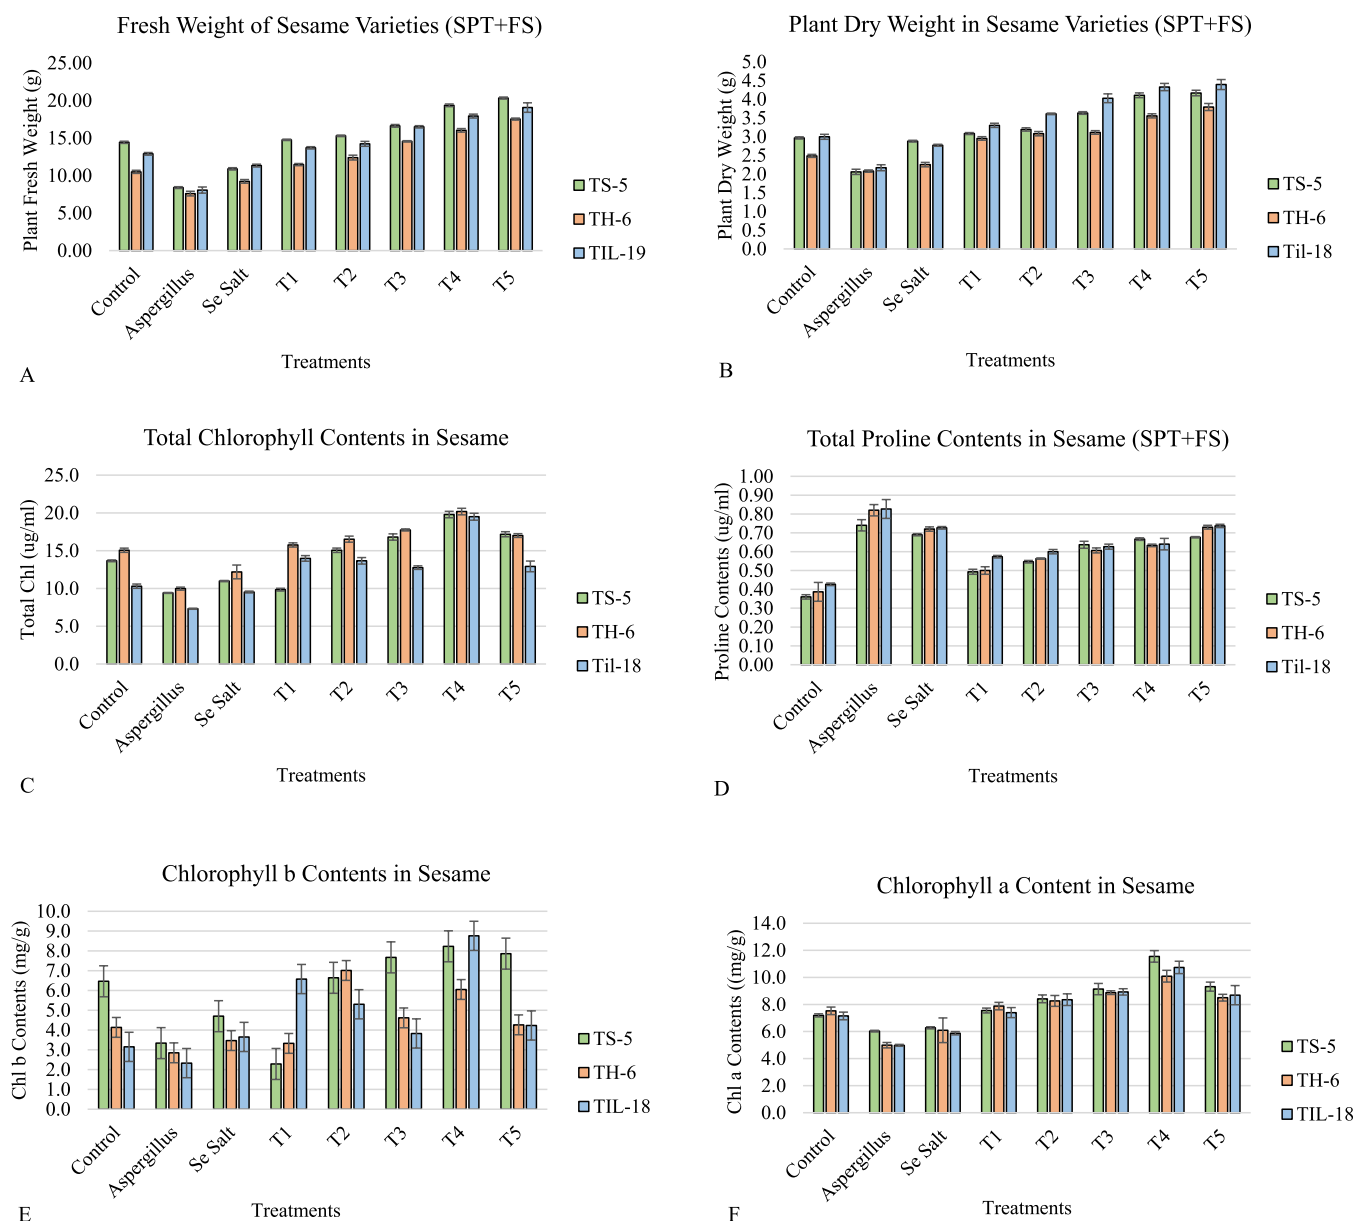 Fresh Weight of Sesame Varieties (SPT+FS)
Plant Fresh Weight (g)
25.00
20.00
15.00
10.00
5.00
0.00
Control
Aspergillus
Se Salt
T1
T2
T3
T4
T5
Treatments
TS-5
TH-6
TIL-19
A
Plant Dry Weight in Sesame Varieties (SPT+FS)
Plant Dry Weight (g)
5.0
4.5
4.0
3.5
3.0
2.5
2.0
1.5
1.0
0.5
0.0
Control
Aspergillus
Se Salt
T1
T2
T3
T4
T5
Treatments
TS-5
TH-6
Til-18
B
Total Chlorophyll Contents in Sesame
Total Chl (ug/ml)
25.0
20.0
15.0
10.0
5.0
0.0
Control
Aspergillus
Se Salt
T1
T2
T3
T4
T5
Treatments
TS-5
TH-6
Til-18
C
Total Proline Contents in Sesame (SPT+FS)
Proline Contents (ug/ml)
1.00
0.90
0.80
0.70
0.60
0.50
0.40
0.30
0.20
0.10
0.00
Control
Aspergillus
Se Salt
T1
T2
T3
T4
T5
Treatments
TS-5
TH-6
Til-18
D
Chlorophyll b Contents in Sesame
Chl b Contents (mg/g)
10.0
9.0
8.0
7.0
6.0
5.0
4.0
3.0
2.0
1.0
0.0
Control
Aspergillus
Se Salt
T1
T2
T3
T4
T5
Treatments
TS-5
TH-6
TIL-18
E
Chlorophyll a Content in Sesame
Chl a Contents ((mg/g)
14.0
12.0
10.0
8.0
6.0
4.0
2.0
0.0
Control
Aspergillus
Se Salt
T1
T2
T3
T4
T5
Treatments
TS-5
TH-6
TIL-18
F